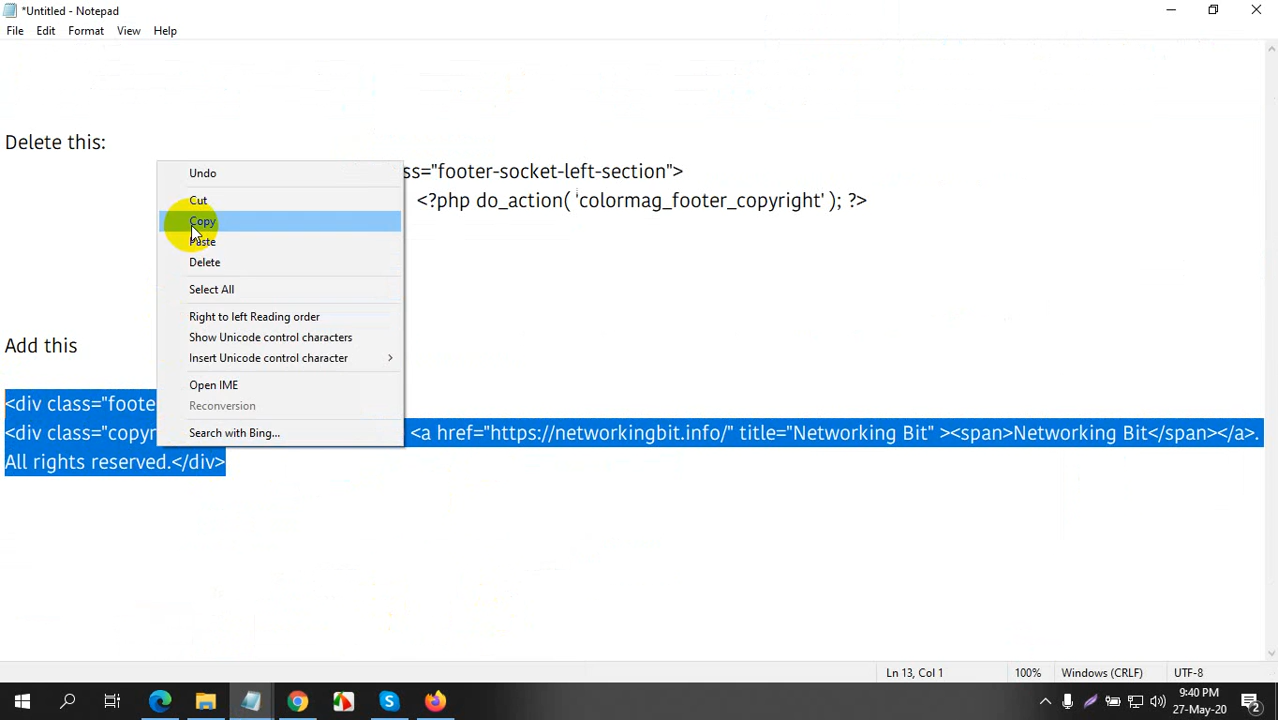 *Untitled - Notepad
File Edit Format View Help
Delete this:
ss="footer-socket-left-section">
<?php do_action( 'colormag_footer_copyright' ); ?>
Undo
Cut
Copy
Paste
Delete
Select All
Right to left Reading order
Show Unicode control characters
Insert Unicode control character
Open IME
Reconversion
Search with Bing...
Add this
<div class="foote
<div class="copyr <a href="https://networkingbit.info/" title="Networking Bit" ><span>Networking Bit</span></a>.
All rights reserved.</div>
Ln 13, Col 1 100% Windows (CRLF) UTF-8
9:40 PM
27-May-20
2